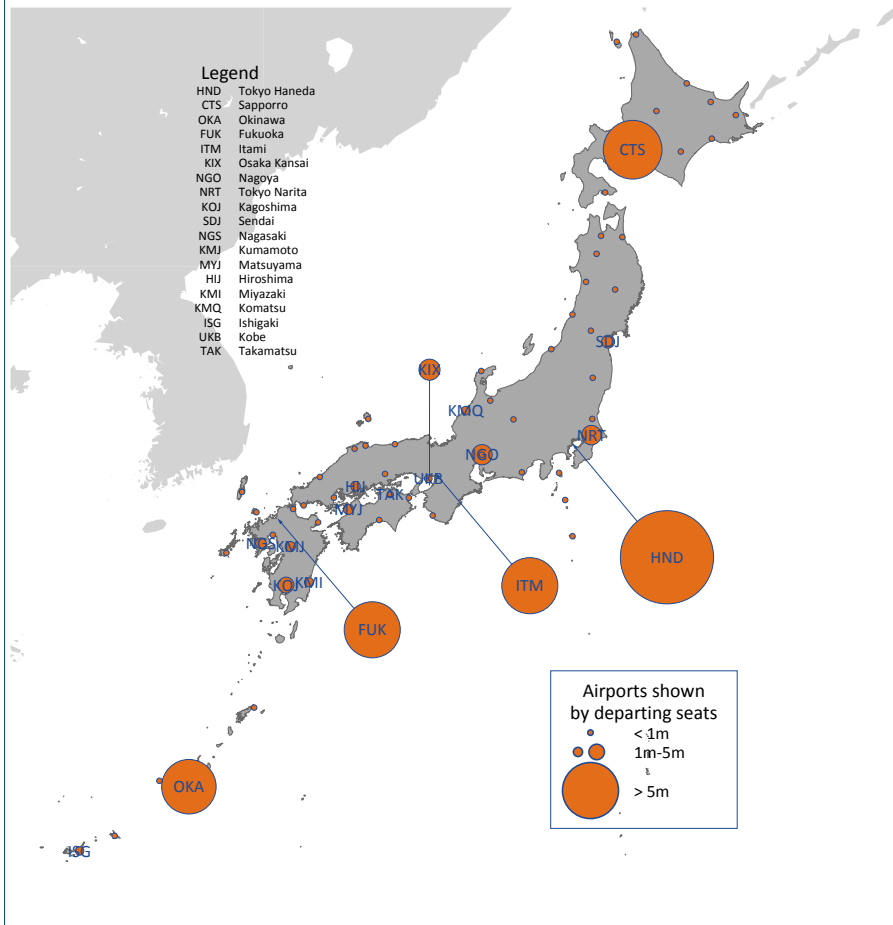 Legend
HND Tokyo Haneda
CTS Sapporro
OKA Okinawa
FUK Fukuoka
ITM Itami
KIX Osaka Kansai
NGO Nagoya
NRT Tokyo Narita
KOJ Kagoshima
SDJ Sendai
NGS Nagasaki
KMJ Kumamoto
MYJ Matsuyama
HIJ Hiroshima
KMI Miyazaki
KMQ Komatsu
ISG Ishigaki
UKB Kobe
TAK Takamatsu
CTS
SDJ
KIX
KMQ
NRT
NGO
UKB
HIJ
TAK
MYJ
NGS
KMJ
HND
KOJ
KMI
ITM
FUK
OKA
ISG
Airports shown
by departing seats
< 1m
1m-5m
> 5m